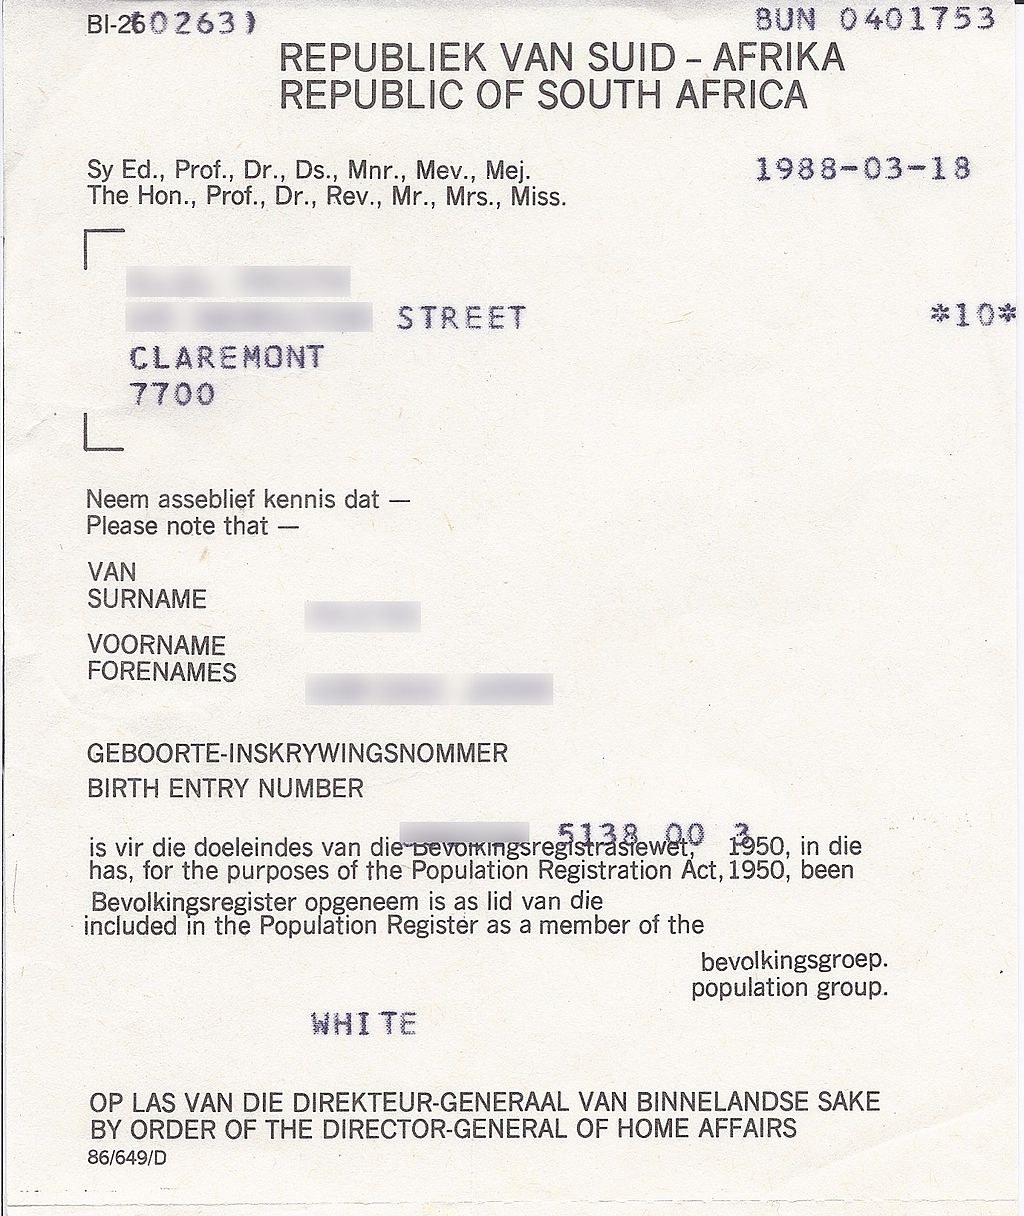 BI-26(0263) BUN 0401753
REPUBLIEK VAN SUID – AFRIKA
REPUBLIC OF SOUTH AFRICA
Sy Ed., Prof., Dr., Ds., Mnr., Mev., Mej. 1988-03-18
The Hon., Prof., Dr., Rev., Mr., Mrs., Miss.
STREET *10*
CLAREMONT
7700
Neem asseblief kennis dat —
Please note that —
VAN
SURNAME
VOORNAME
FORENAMES
GEBOORTE-INSKRYWINGSNOMMER
BIRTH ENTRY NUMBER
5138 00 3
is vir die doeleindes van die Bevolkingsregistrasiewet, 1950, in die
has, for the purposes of the Population Registration Act, 1950, been
Bevolkingsregister opgeneem is as lid van die
included in the Population Register as a member of the
bevolkingsgroep.
population group.
WHITE
OP LAS VAN DIE DIREKTEUR-GENERAAL VAN BINNELANDSE SAKE
BY ORDER OF THE DIRECTOR-GENERAL OF HOME AFFAIRS
86/649/D